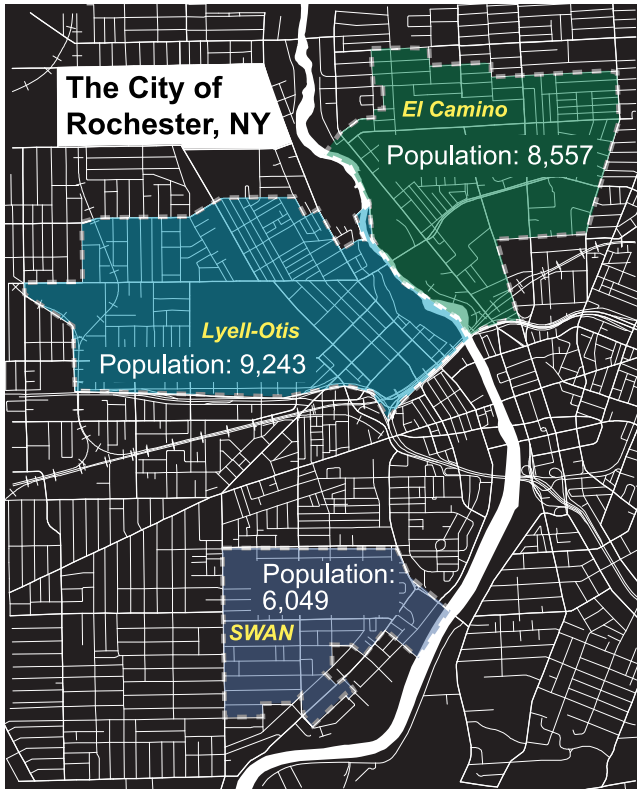 The City of
Rochester, NY
El Camino
Population: 8,557
Lyell-Otis
Population: 9,243
Population:
6,049
SWAN